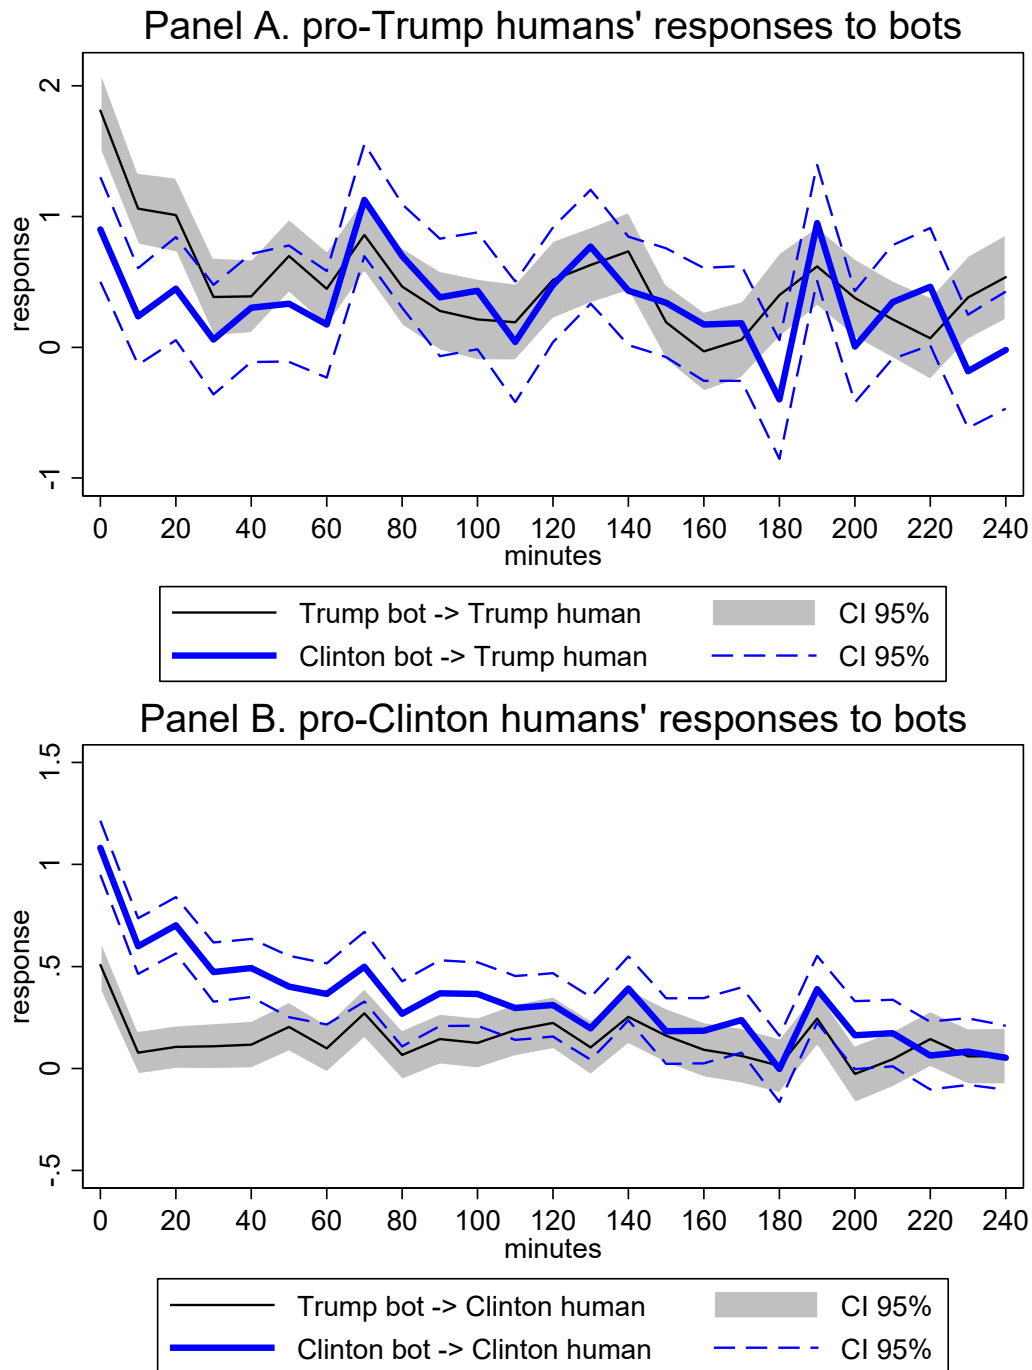 Panel A. pro-Trump humans' responses to bots
response
2
1
0
-1
0 20 40 60 80 100 120 140 160 180 200 220 240
minutes
Trump bot -> Trump human CI 95%
Clinton bot -> Trump human CI 95%
Panel B. pro-Clinton humans' responses to bots
response
1.5
1
.5
0
-.5
0 20 40 60 80 100 120 140 160 180 200 220 240
minutes
Trump bot -> Clinton human CI 95%
Clinton bot -> Clinton human CI 95%